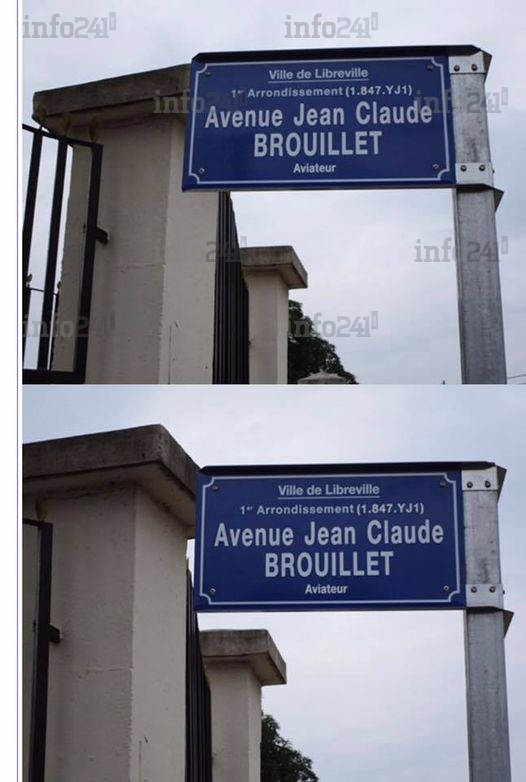 info241
info241
Ville de Libreville
1er Arrondissement (1.847.YJ1)
info241
info241
Avenue Jean Claude
BROUILLET
Aviateur
241
info241
info241
info241
Ville de Libreville
1er Arrondissement (1.847.YJ1)
Avenue Jean Claude
BROUILLET
Aviateur